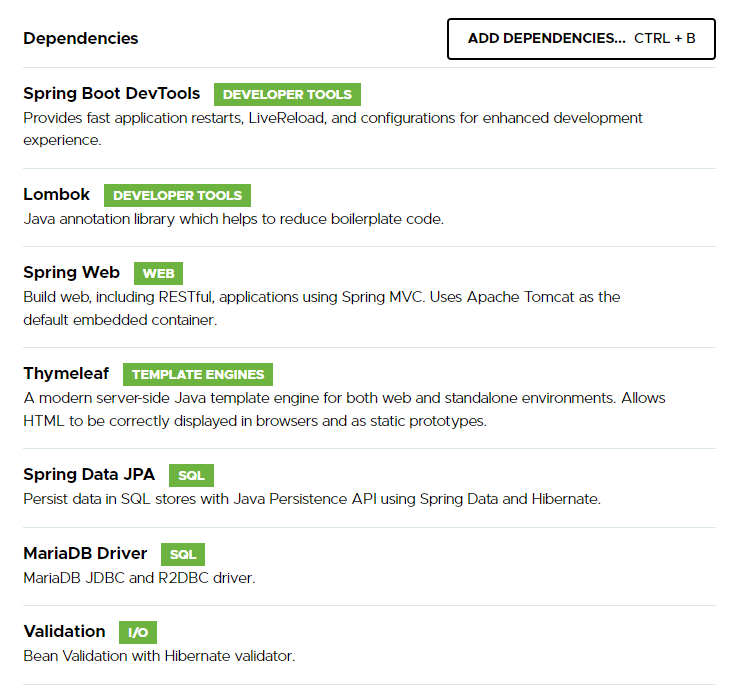 Dependencies
ADD DEPENDENCIES... CTRL + B
Spring Boot DevTools DEVELOPER TOOLS
Provides fast application restarts, LiveReload, and configurations for enhanced development
experience.
Lombok DEVELOPER TOOLS
Java annotation library which helps to reduce boilerplate code.
Spring Web WEB
Build web, including RESTful, applications using Spring MVC. Uses Apache Tomcat as the
default embedded container.
Thymeleaf TEMPLATE ENGINES
A modern server-side Java template engine for both web and standalone environments. Allows
HTML to be correctly displayed in browsers and as static prototypes.
Spring Data JPA SQL
Persist data in SQL stores with Java Persistence API using Spring Data and Hibernate.
MariaDB Driver SQL
MariaDB JDBC and R2DBC driver.
Validation I/O
Bean Validation with Hibernate validator.